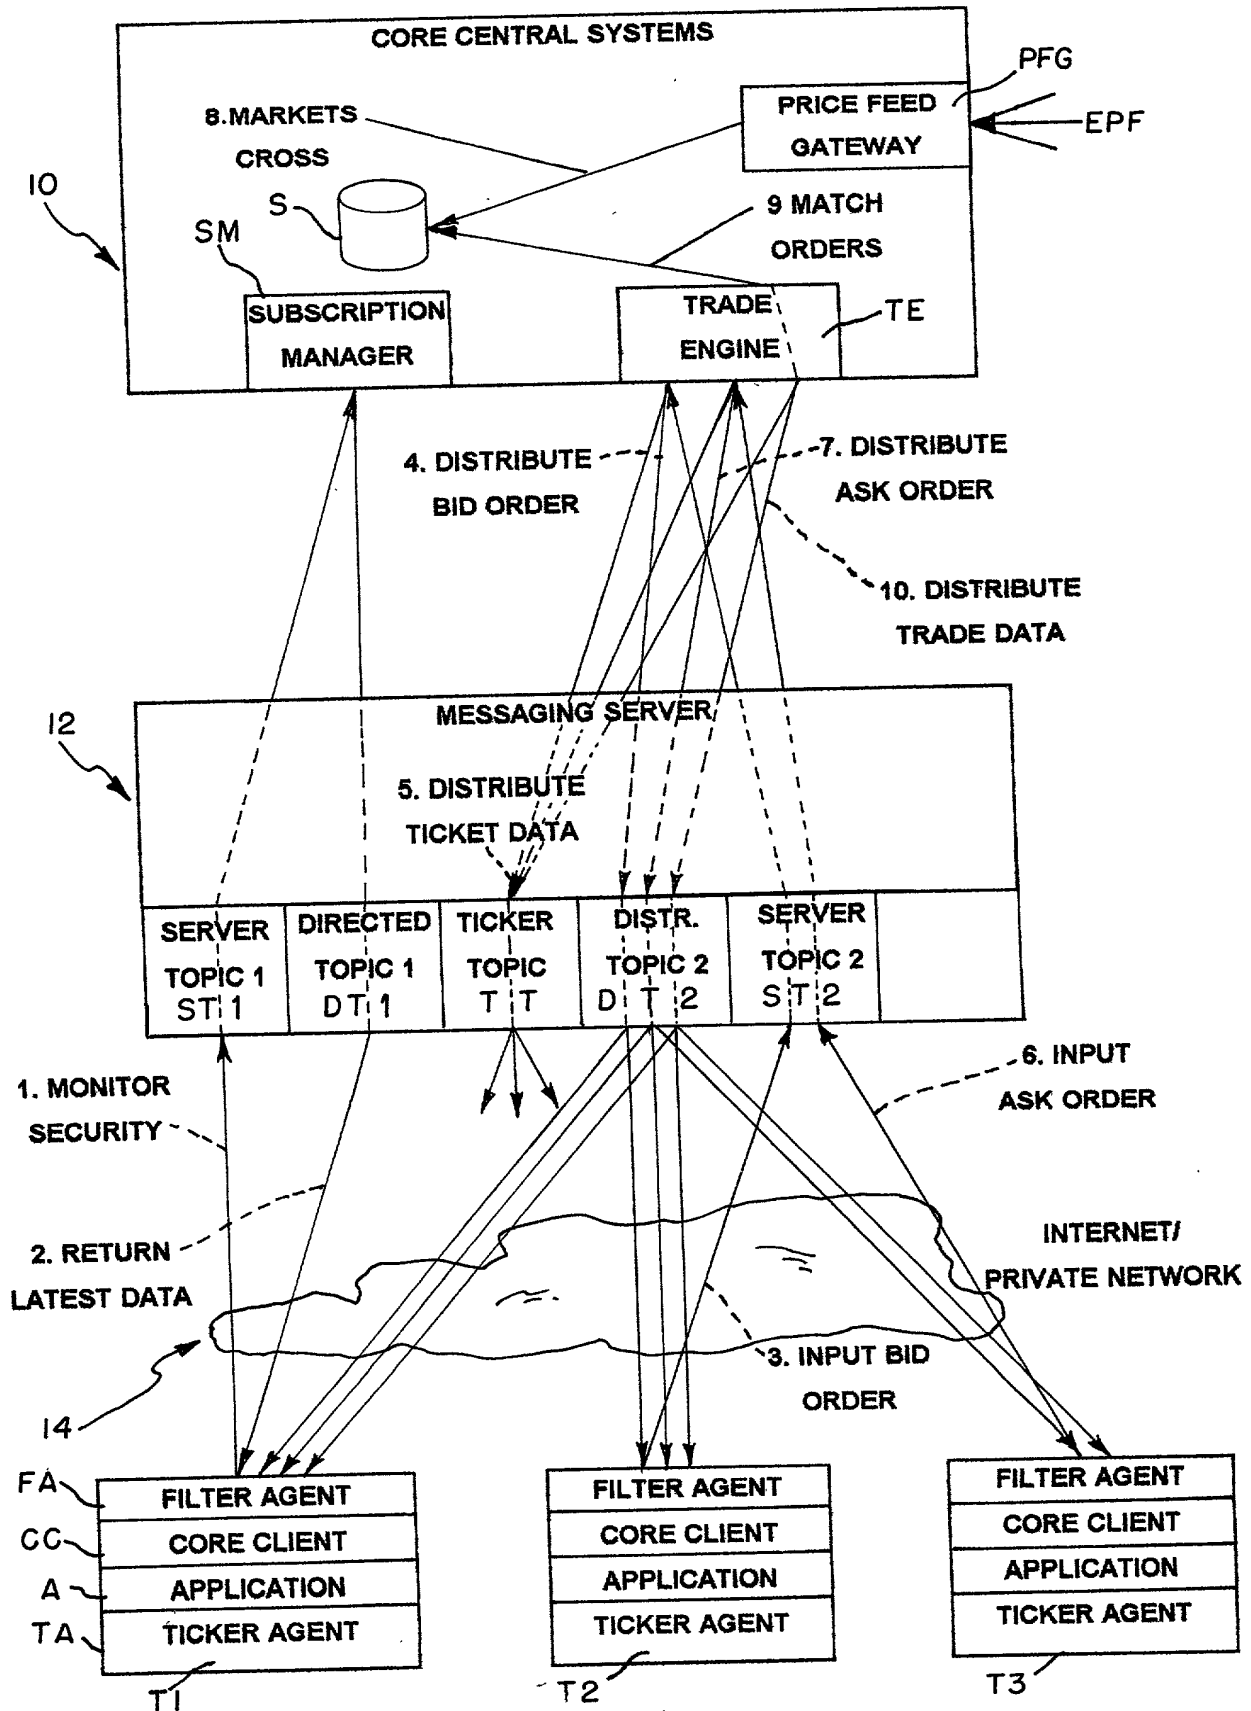 CORE CENTRAL SYSTEMS
PFG
PRICE FEED
GATEWAY
EPF
8.MARKETS
CROSS
10
S
9 MATCH
ORDERS
SM
SUBSCRIPTION
MANAGER
TRADE
ENGINE
TE
4. DISTRIBUTE
BID ORDER
7. DISTRIBUTE
ASK ORDER
10. DISTRIBUTE
TRADE DATA
12
MESSAGING SERVER
5. DISTRIBUTE
TICKET DATA
SERVER
TOPIC 1
ST1
DIRECTED
TOPIC 1
DT1
TICKER
TOPIC
T T
DISTR.
TOPIC 2
D T 2
SERVER
TOPIC 2
ST2
1. MONITOR
SECURITY
6. INPUT
ASK ORDER
2. RETURN
LATEST DATA
INTERNET/
PRIVATE NETWORK
3. INPUT BID
ORDER
14
FA
FILTER AGENT
CC
CORE CLIENT
A
APPLICATION
TA
TICKER AGENT
T1
FILTER AGENT
CORE CLIENT
APPLICATION
TICKER AGENT
T2
FILTER AGENT
CORE CLIENT
APPLICATION
TICKER AGENT
T3